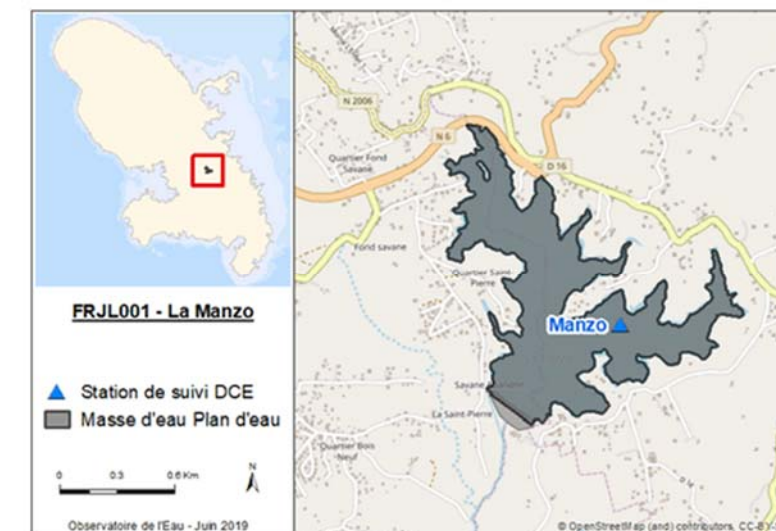 FRJL001 - La Manzo
Station de suivi DCE
Masse d'eau Plan d'eau
0 0.3 0.6 Km
N
Observatoire de l'Eau - Juin 2019
N 2006
N 6
D 16
Quartier Fond
Savane
Fond savane
Quartier Saint-
Pierre
Manzo
Savane
La Saint-Pierre
Quartier Bois
Neuf
© OpenStreetMap (and) contributors, CC-B